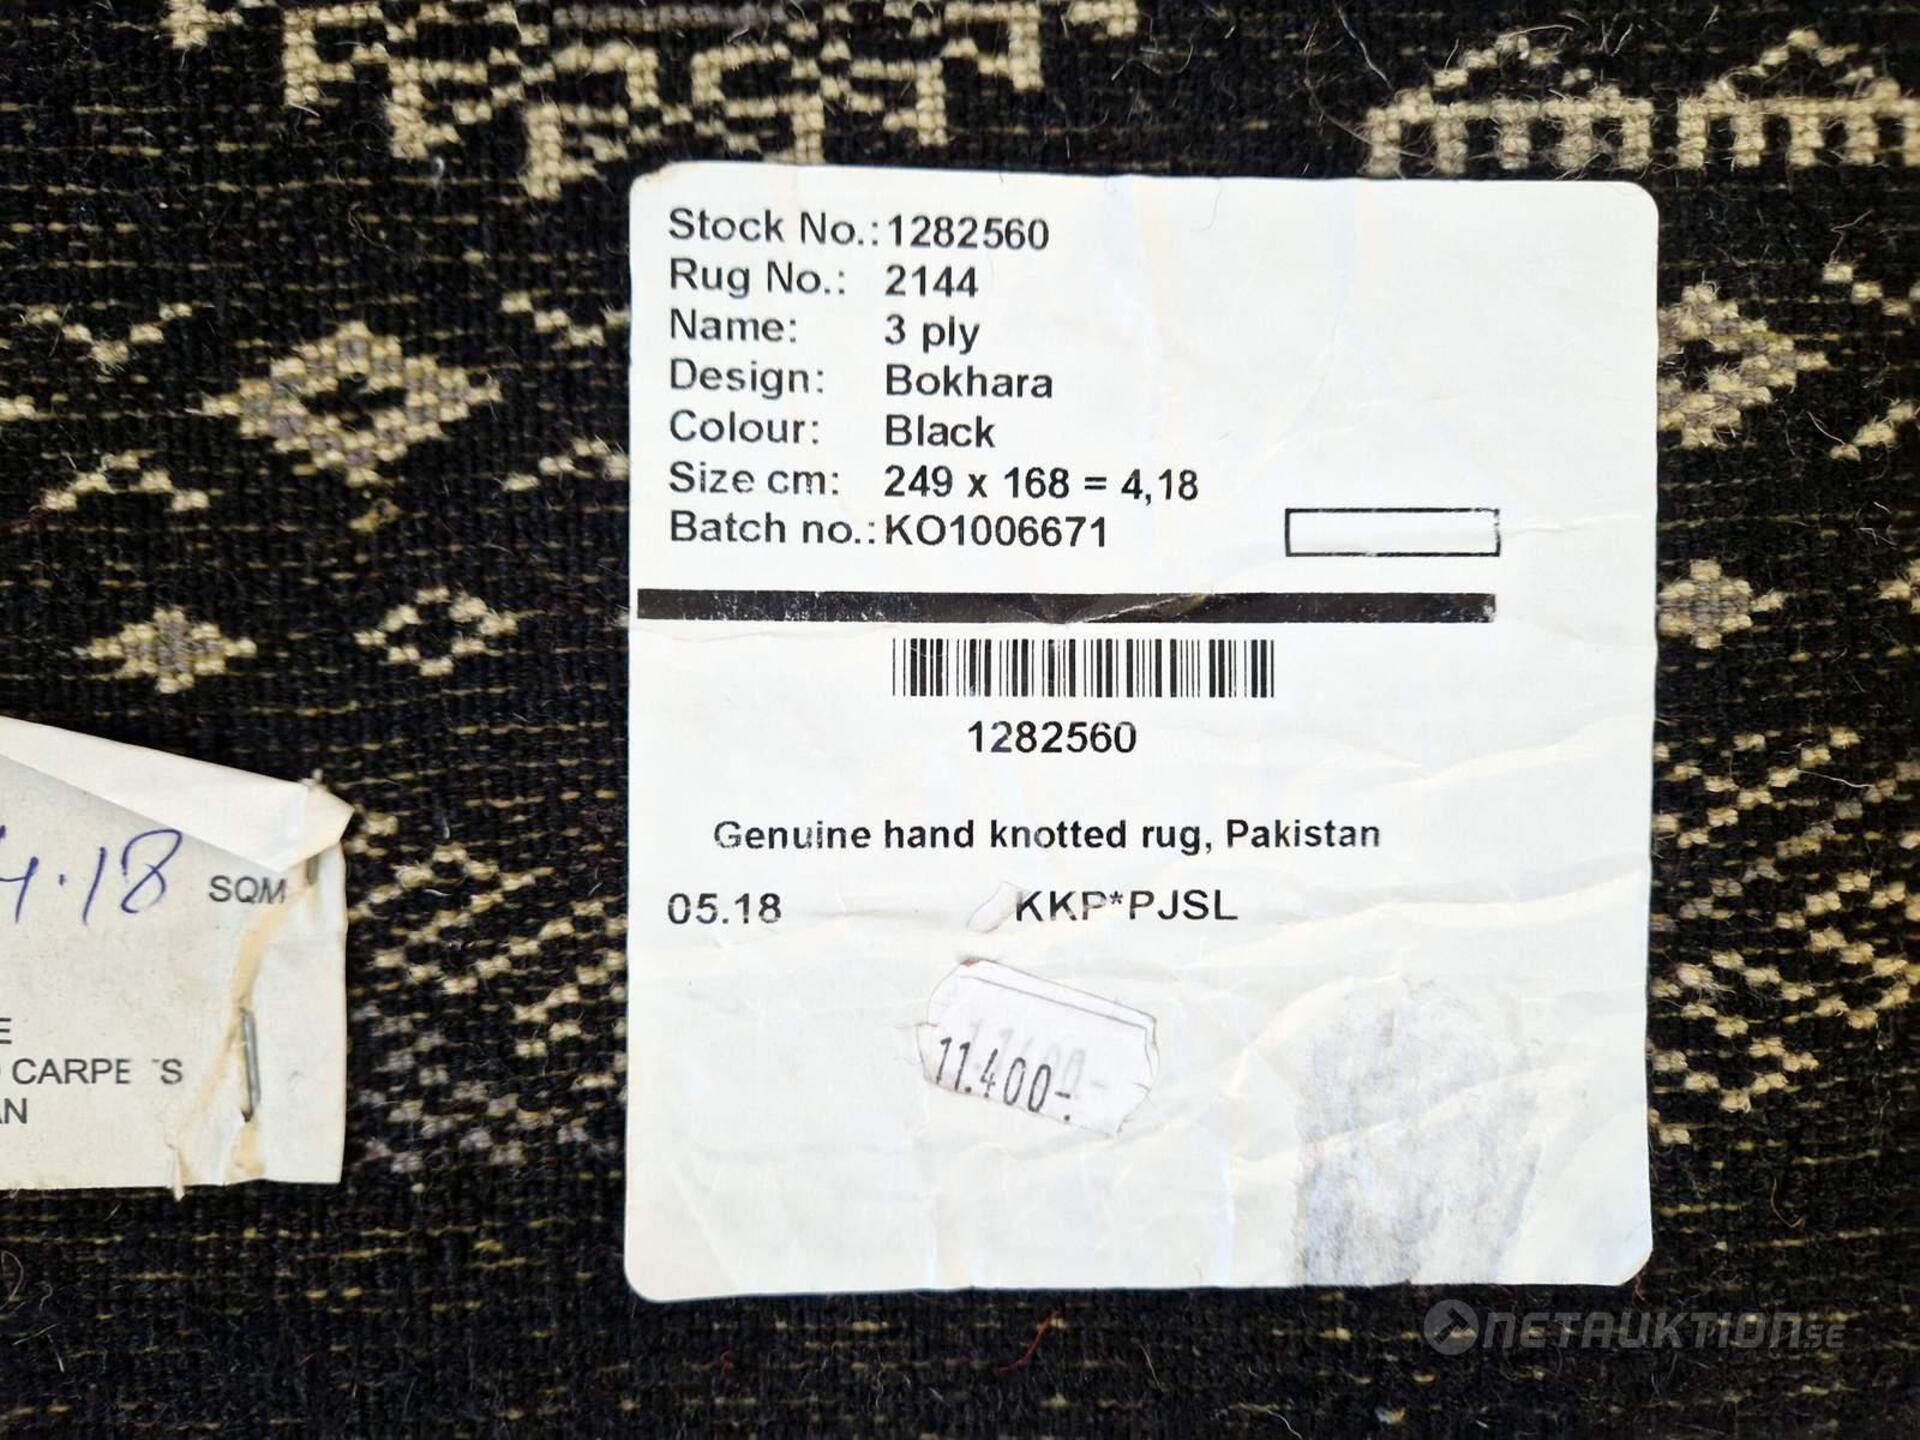 Stock No.: 1282560
Rug No.: 2144
Name: 3 ply
Design: Bokhara
Colour: Black
Size cm: 249 x 168 = 4,18
Batch no.: KO1006671
1282560
Genuine hand knotted rug, Pakistan
05.18 KKP*PJSL
11.400-.
4.18 SQM
E
D CARPE TS
AN
NETAUKTION.SE